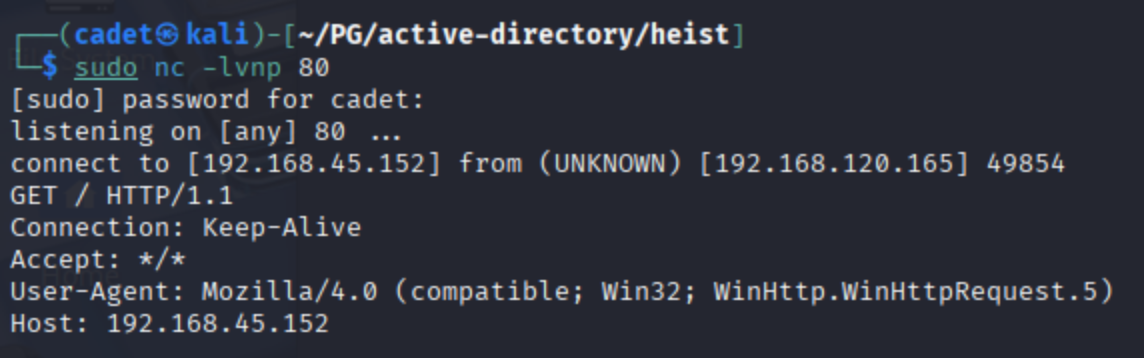 ┌──(cadet㉿kali)-[~/PG/active-directory/heist]
└─$ sudo nc -lvnp 80
[sudo] password for cadet:
listening on [any] 80 ...
connect to [192.168.45.152] from (UNKNOWN) [192.168.120.165] 49854
GET / HTTP/1.1
Connection: Keep-Alive
Accept: */*
User-Agent: Mozilla/4.0 (compatible; Win32; WinHttp.WinHttpRequest.5)
Host: 192.168.45.152